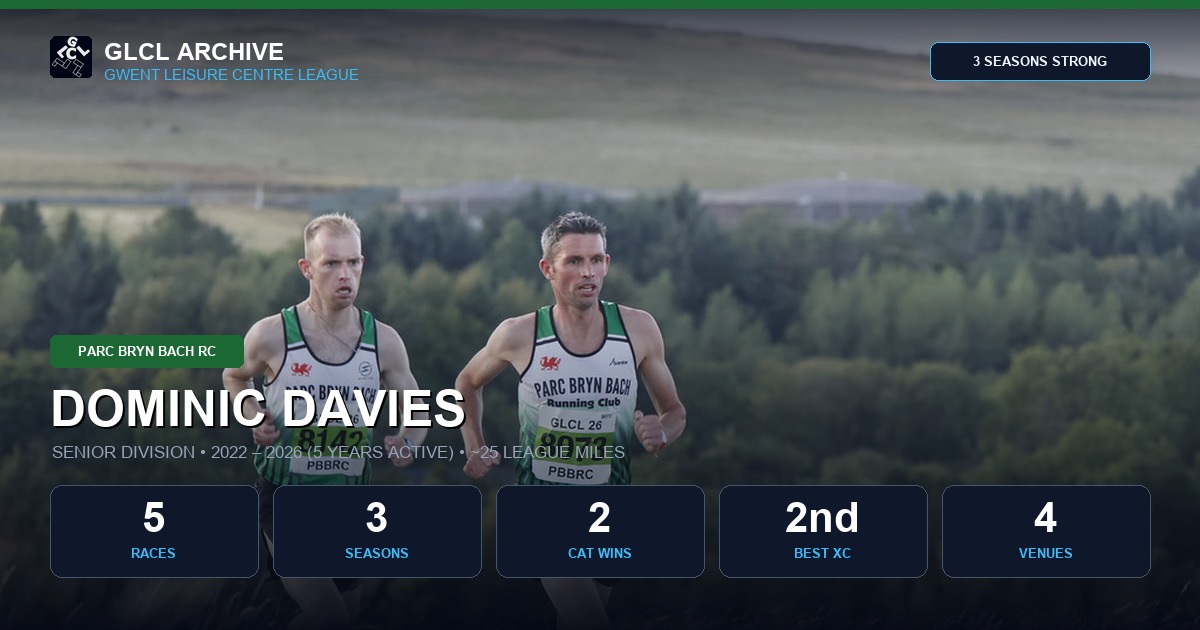 GLCL ARCHIVE
GWENT LEISURE CENTRE LEAGUE
3 SEASONS STRONG
PARC BRYN BACH RC
DOMINIC DAVIES
SENIOR DIVISION • 2022 – 2026 (5 YEARS ACTIVE) • ~25 LEAGUE MILES
PARC BRYN BACH
8142
PBBRC
PARC BRYN BACH
Running Club
GLCL 26
8073
PBBRC
5
RACES
3
SEASONS
2
CAT WINS
2nd
BEST XC
4
VENUES